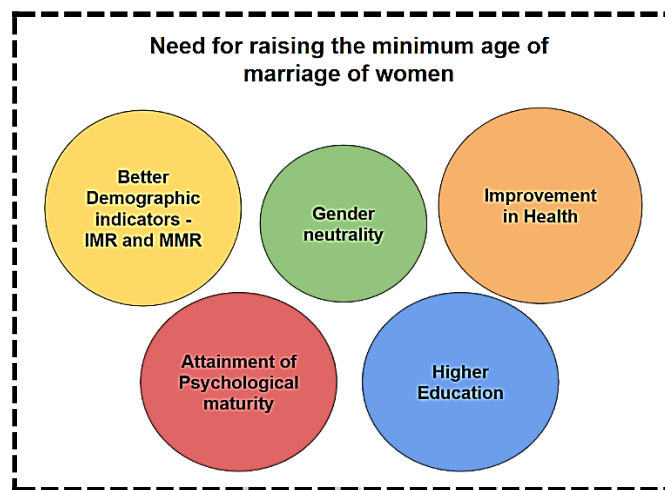 Need for raising the minimum age of
marriage of women
Better
Demographic
indicators -
IMR and MMR
Gender
neutrality
Improvement
in Health
Attainment of
Psychological
maturity
Higher
Education